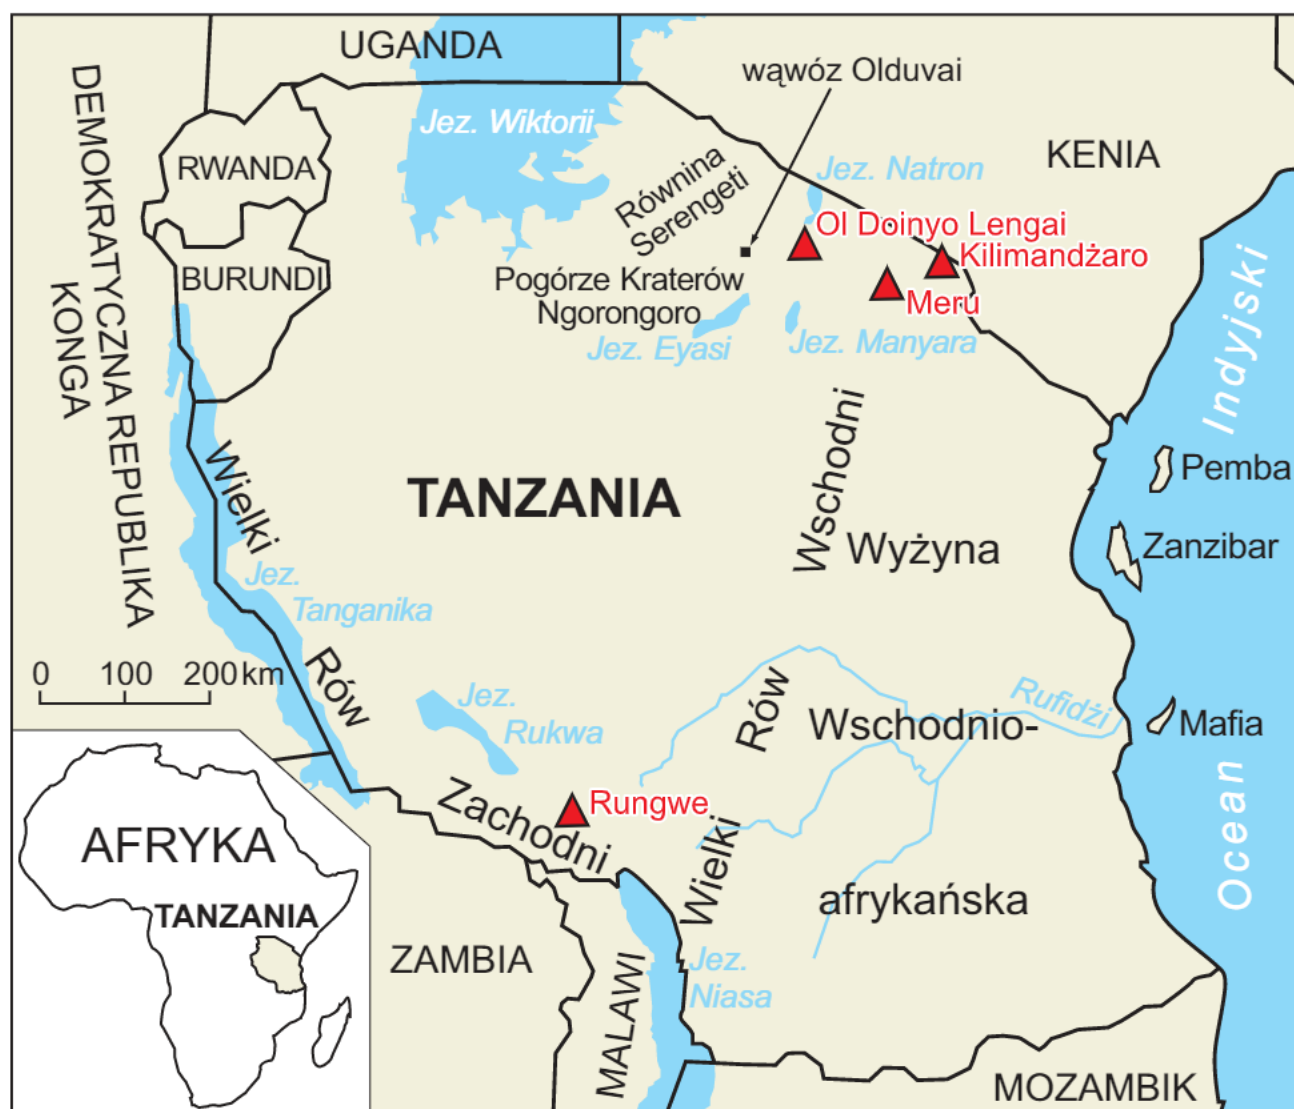 UGANDA
wąwóz Olduvai
DEMOKRATYCZNA REPUBLIKA
KONGA
Jez. Wiktorii
RWANDA
KENIA
Równina
Serengeti
Jez. Natron
Ol Doinyo Lengai
Kilimandżaro
BURUNDI
Pogórze Kraterów
Ngorongoro
Meru
Jez. Eyasi
Jez. Manyara
Ocean Indyjski
Wielki Rów Wschodni
Pemba
TANZANIA
Wyżyna
Wschodnio-
afrykańska
Zanzibar
Wielki Rów Zachodni
Jez.
Tanganika
0 100 200 km
Jez.
Rukwa
Rufidżi
Mafia
Rungwe
AFRYKA
TANZANIA
ZAMBIA
MALAWI
Jez.
Niasa
MOZAMBIK